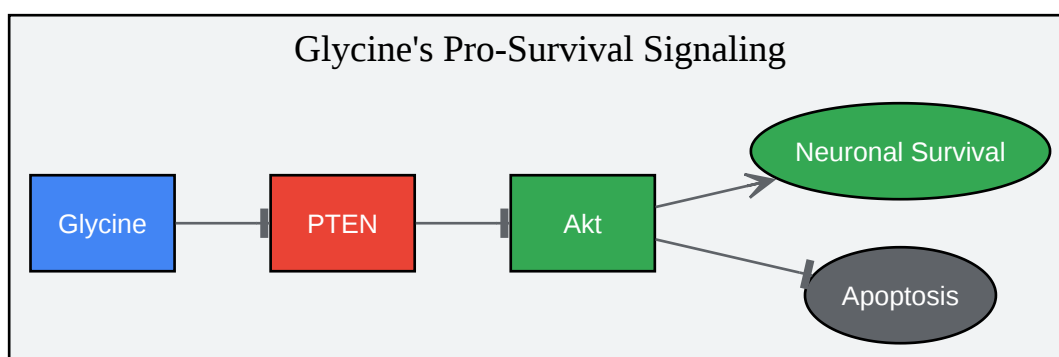 Glycine's Pro-Survival Signaling
Neuronal Survival
Glycine
PTEN
Akt
Apoptosis